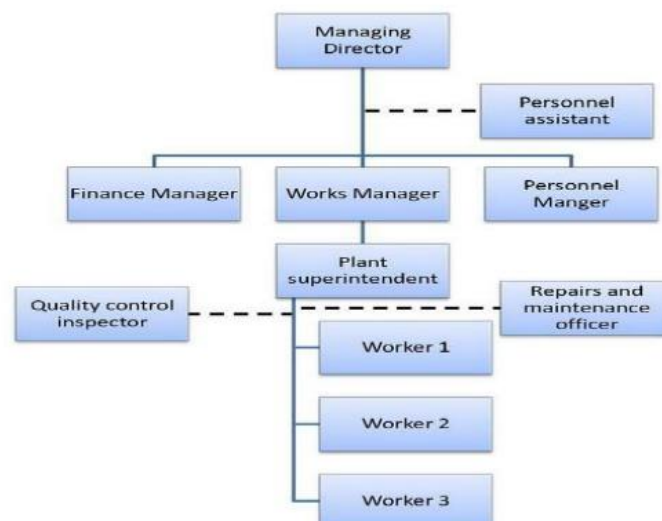 Managing
Director
Personnel
assistant
Finance Manager
Works Manager
Personnel
Manger
Plant
superintendent
Quality control
inspector
Repairs and
maintenance
officer
Worker 1
Worker 2
Worker 3